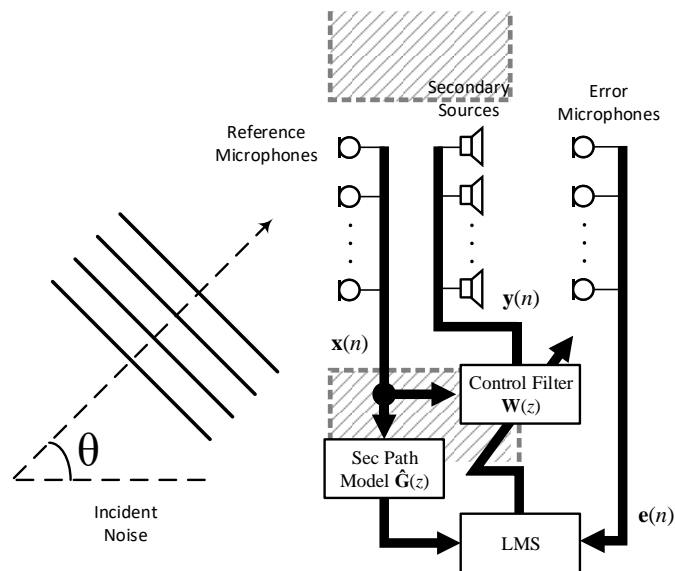 Secondary
Sources
Error
Microphones
Reference
Microphones
y(n)
x(n)
Control Filter
W(z)
Sec Path
Model Ĝ(z)
θ
Incident
Noise
e(n)
LMS